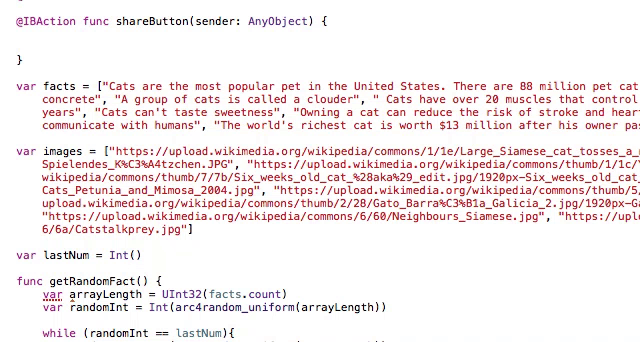 @IBAction func shareButton(sender: AnyObject) {
}
var facts = ["Cats are the most popular pet in the United States. There are 88 million pet cat
concrete", "A group of cats is called a clouder", " Cats have over 20 muscles that control
years", "Cats can't taste sweetness", "Owning a cat can reduce the risk of stroke and hear
communicate with humans", "The world's richest cat is worth $13 million after his owner pa
var images = ["https://upload.wikimedia.org/wikipedia/commons/1/1e/Large_Siamese_cat_tosses_a_m
Spielendes_K%C3%A4tzchen.JPG", "https://upload.wikimedia.org/wikipedia/commons/thumb/1/1c/
wikipedia/commons/thumb/7/7b/Six_weeks_old_cat_%28aka%29_edit.jpg/1920px-Six_weeks_old_cat_
Cats_Petunia_and_Mimosa_2004.jpg", "https://upload.wikimedia.org/wikipedia/commons/thumb/5/
upload.wikimedia.org/wikipedia/commons/thumb/2/28/Gato_Barra%C3%B1a_Galicia_2.jpg/1920px-Ga
"https://upload.wikimedia.org/wikipedia/commons/6/60/Neighbours_Siamese.jpg", "https://uplo
6/6a/Catstalkprey.jpg"]
var lastNum = Int()
func getRandomFact() {
var arrayLength = UInt32(facts.count)
var randomInt = Int(arc4random_uniform(arrayLength))
while (randomInt == lastNum){